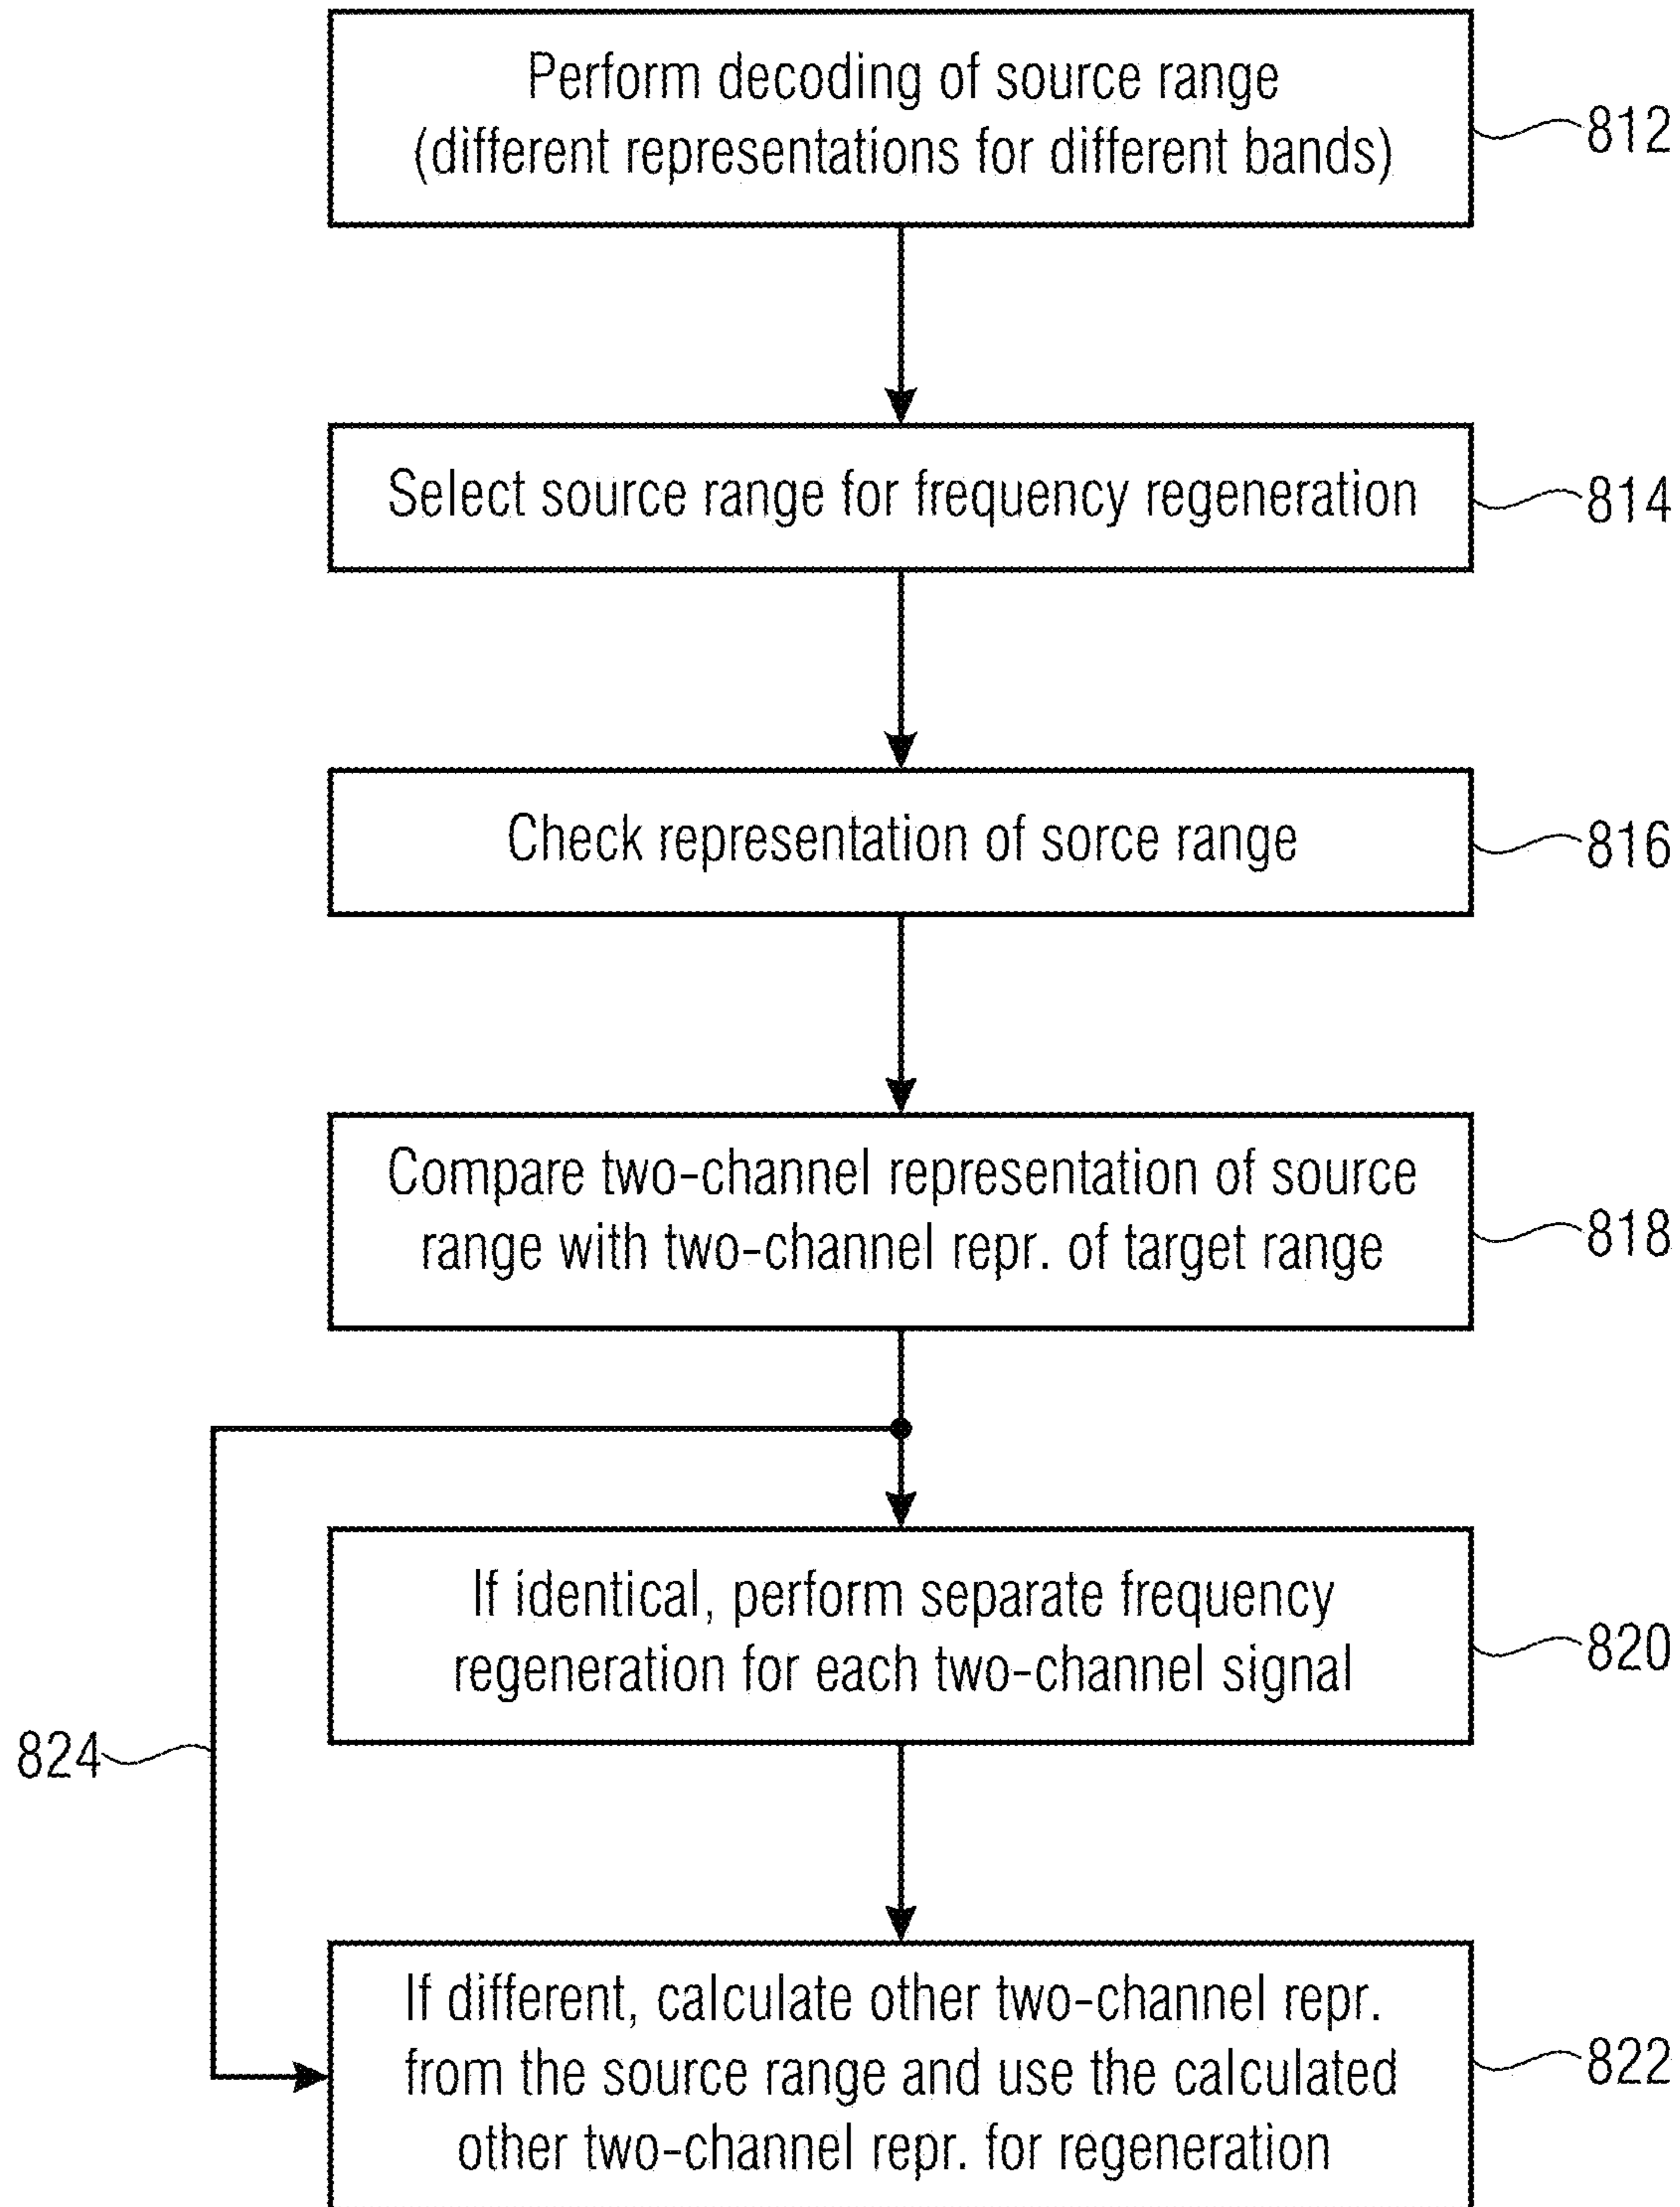 Perform decoding of source range
(different representations for different bands)
812
Select source range for frequency regeneration
814
Check representation of sorce range
816
Compare two-channel representation of source
range with two-channel repr. of target range
818
If identical, perform separate frequency
regeneration for each two-channel signal
820
824
If different, calculate other two-channel repr.
from the source range and use the calculated
other two-channel repr. for regeneration
822